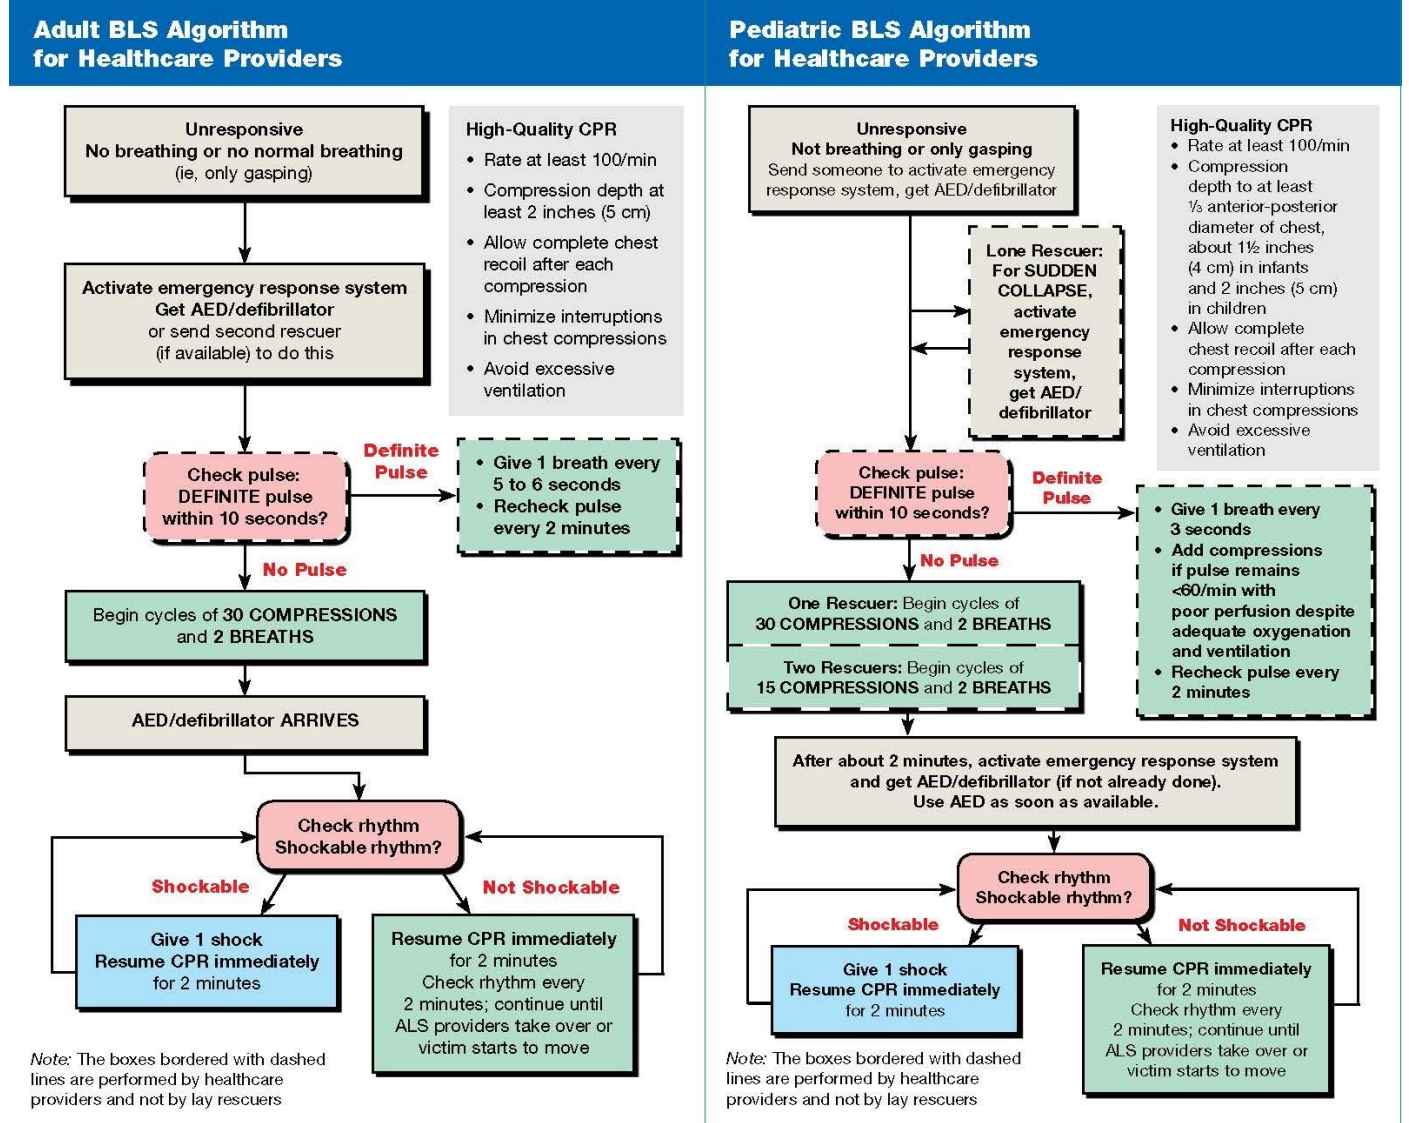 Adult BLS Algorithm
for Healthcare Providers
Unresponsive
No breathing or no normal breathing
(ie, only gasping)
High-Quality CPR
• Rate at least 100/min
• Compression depth at
least 2 inches (5 cm)
• Allow complete chest
recoil after each
compression
• Minimize interruptions
in chest compressions
• Avoid excessive
ventilation
Activate emergency response system
Get AED/defibrillator
or send second rescuer
(if available) to do this
Check pulse:
DEFINITE pulse
within 10 seconds?
Definite
Pulse
• Give 1 breath every
5 to 6 seconds
• Recheck pulse
every 2 minutes
No Pulse
Begin cycles of 30 COMPRESSIONS
and 2 BREATHS
AED/defibrillator ARRIVES
Check rhythm
Shockable rhythm?
Shockable
Not Shockable
Give 1 shock
Resume CPR immediately
for 2 minutes
Resume CPR immediately
for 2 minutes
Check rhythm every
2 minutes; continue until
ALS providers take over or
victim starts to move
Note: The boxes bordered with dashed
lines are performed by healthcare
providers and not by lay rescuers
Pediatric BLS Algorithm
for Healthcare Providers
Unresponsive
Not breathing or only gasping
Send someone to activate emergency
response system, get AED/defibrillator
High-Quality CPR
• Rate at least 100/min
• Compression
depth to at least
⅓ anterior-posterior
diameter of chest,
about 1½ inches
(4 cm) in infants
and 2 inches (5 cm)
in children
• Allow complete
chest recoil after each
compression
• Minimize interruptions
in chest compressions
• Avoid excessive
ventilation
Lone Rescuer:
For SUDDEN
COLLAPSE,
activate
emergency
response
system,
get AED/
defibrillator
Check pulse:
DEFINITE pulse
within 10 seconds?
Definite
Pulse
• Give 1 breath every
3 seconds
• Add compressions
if pulse remains
<60/min with
poor perfusion despite
adequate oxygenation
and ventilation
• Recheck pulse every
2 minutes
No Pulse
One Rescuer: Begin cycles of
30 COMPRESSIONS and 2 BREATHS
Two Rescuers: Begin cycles of
15 COMPRESSIONS and 2 BREATHS
After about 2 minutes, activate emergency response system
and get AED/defibrillator (if not already done).
Use AED as soon as available.
Check rhythm
Shockable rhythm?
Shockable
Not Shockable
Give 1 shock
Resume CPR immediately
for 2 minutes
Resume CPR immediately
for 2 minutes
Check rhythm every
2 minutes; continue until
ALS providers take over or
victim starts to move
Note: The boxes bordered with dashed
lines are performed by healthcare
providers and not by lay rescuers